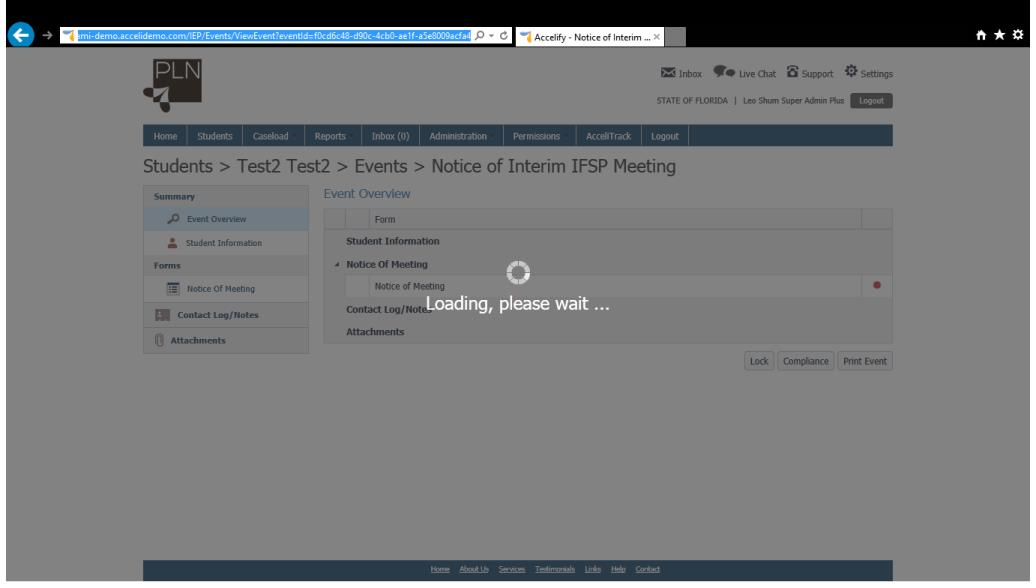 ami-demo.accelidemo.com/IEP/Events/ViewEvent?eventId=f0cd6c48-d90c-4cb0-ae1f-a5e8009acfa4
Accelify - Notice of Interim ...
PLN
Inbox Live Chat Support Settings
STATE OF FLORIDA | Leo Shum Super Admin Plus Logout
Home Students Caseload Reports Inbox (0) Administration Permissions AcceliTrack Logout
Students > Test2 Test2 > Events > Notice of Interim IFSP Meeting
Summary
Event Overview
Student Information
Forms
Notice Of Meeting
Contact Log/Notes
Attachments
Event Overview
Form
Student Information
Notice Of Meeting
Notice of Meeting
Loading, please wait ...
Contact Log/Notes
Attachments
Lock Compliance Print Event
Home About Us Services Testimonials Links Help Contact